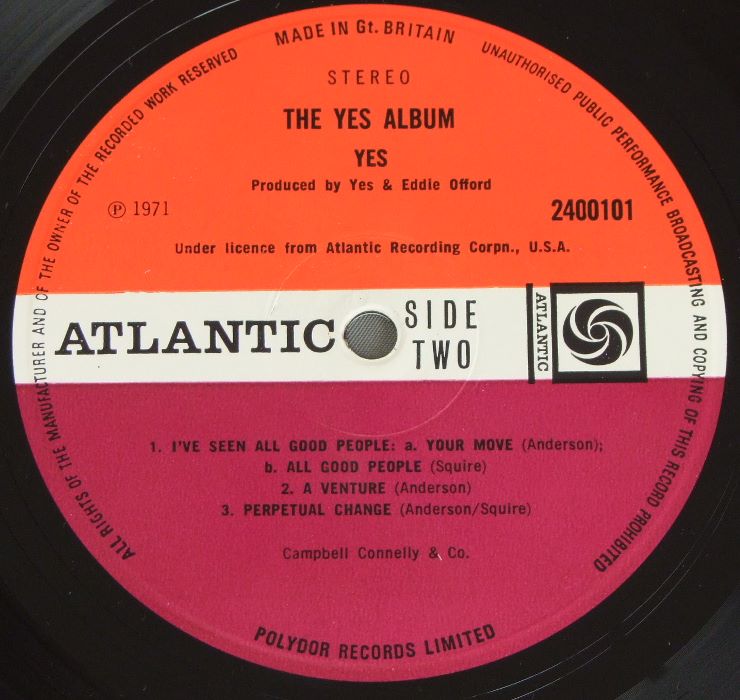 MADE IN Gt. BRITAIN
UNAUTHORISED PUBLIC PERFORMANCE BROADCASTING AND COPYING OF THIS RECORD PROHIBITED
ALL RIGHTS OF THE MANUFACTURER AND OF THE OWNER OF THE RECORDED WORK RESERVED
STEREO
THE YES ALBUM
YES
Produced by Yes & Eddie Offord
℗ 1971
2400101
Under licence from Atlantic Recording Corpn., U.S.A.
ATLANTIC
SIDE
TWO
ATLANTIC
1. I'VE SEEN ALL GOOD PEOPLE: a. YOUR MOVE (Anderson);
b. ALL GOOD PEOPLE (Squire)
2. A VENTURE (Anderson)
3. PERPETUAL CHANGE (Anderson/Squire)
Campbell Connelly & Co.
POLYDOR RECORDS LIMITED